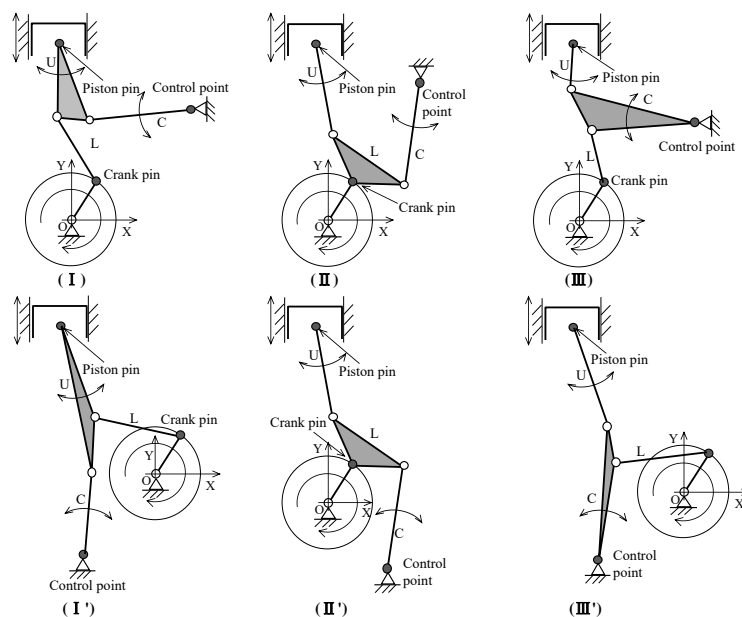 U
Piston pin
Control point
C
L
Y
Crank pin
O
X
(Ⅰ)
U
Piston pin
Control
point
L
C
Y
Crank pin
O
X
(Ⅱ)
U
Piston pin
C
Control point
L
Y
Crank pin
O
X
(Ⅲ)
Piston pin
U
L
Crank pin
Y
O
X
C
Control point
(Ⅰ')
U
Piston pin
Crank pin
Y
L
O
X
C
Control
point
(Ⅱ')
Piston pin
U
Y
L
O
X
C
Control
point
(Ⅲ')